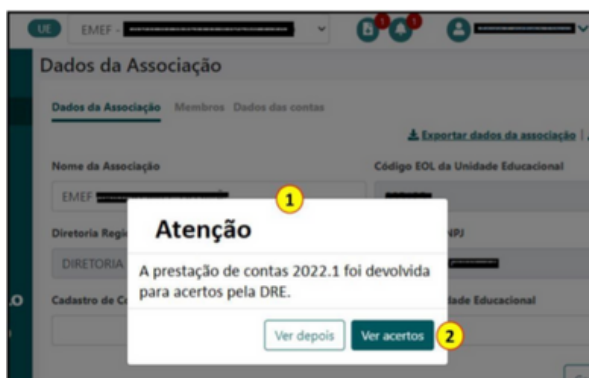 UE EMEF -
Dados da Associação
Dados da Associação Membros Dados das contas
Exportar dados da associação |
Nome da Associação Código EOL da Unidade Educacional
EMEF
1
Atenção
Diretoria Regi NPJ
DIRETORIA
A prestação de contas 2022.1 foi devolvida
para acertos pela DRE.
Cadastro de C dade Educacional
Ver depois Ver acertos 2